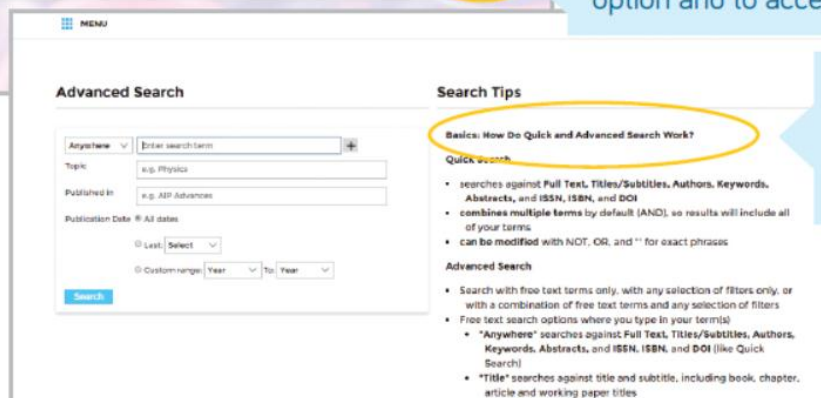 option and to acce
MENU
Advanced Search
Anywhere Enter search term +
Topic e.g. Physics
Published in e.g. AIP Advances
Publication Date All dates
Last: Select
Custom range: Year To: Year
Search
Search Tips
Basics: How Do Quick and Advanced Search Work?
Quick Search
• searches against Full Text, Titles/Subtitles, Authors, Keywords,
Abstracts, and ISSN, ISBN, and DOI
• combines multiple terms by default (AND), so results will include all
of your terms
• can be modified with NOT, OR, and "" for exact phrases
Advanced Search
• Search with free text terms only, with any selection of filters only, or
with a combination of free text terms and any selection of filters
• Free text search options where you type in your term(s)
• "Anywhere" searches against Full Text, Titles/Subtitles, Authors,
Keywords, Abstracts, and ISSN, ISBN, and DOI (like Quick
Search)
• "Title" searches against title and subtitle, including book, chapter,
article and working paper titles